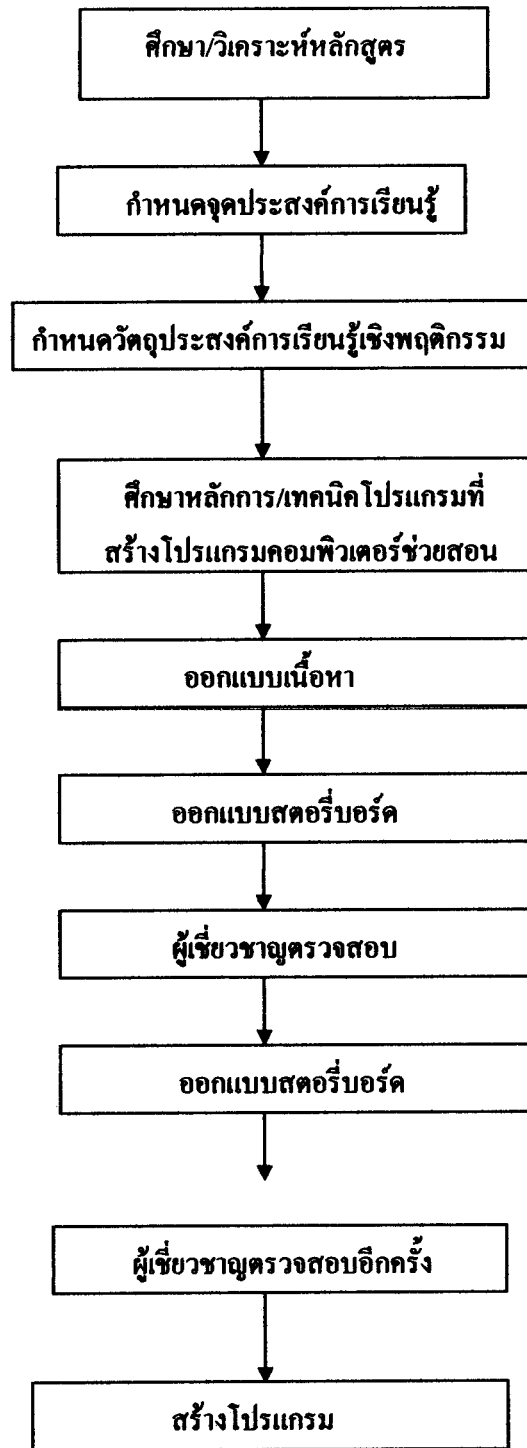 ศึกษา/วิเคราะห์หลักสูตร
กำหนดจุดประสงค์การเรียนรู้
กำหนดวัตถุประสงค์การเรียนรู้เชิงพฤติกรรม
ศึกษาหลักการ/เทคนิคโปรแกรมที่
สร้างโปรแกรมคอมพิวเตอร์ช่วยสอน
ออกแบบเนื้อหา
ออกแบบสตอรี่บอร์ด
ผู้เชี่ยวชาญตรวจสอบ
ออกแบบสตอรี่บอร์ด
ผู้เชี่ยวชาญตรวจสอบอีกครั้ง
สร้างโปรแกรม